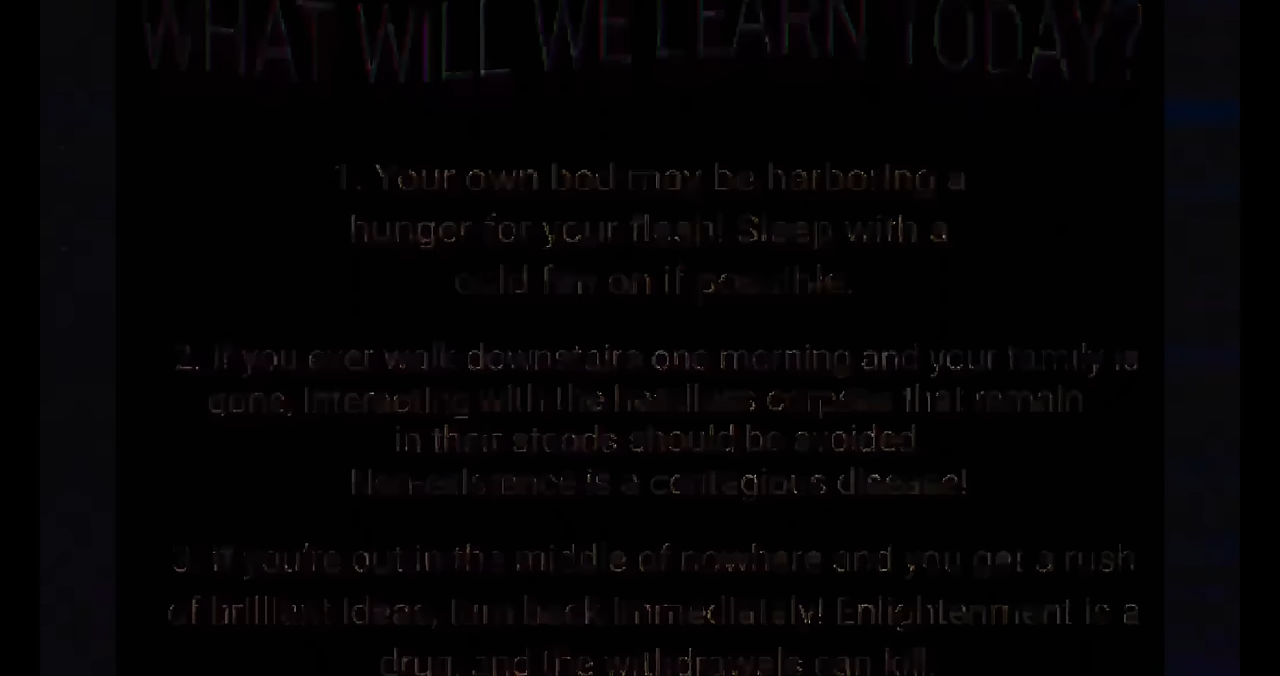 WHAT WILL WE LEARN TODAY?
1. Your own bed may be harboring a
hunger for your flesh! Sleep with a
fan on if possible.
2. If you ever walk downstairs one morning and your family is
gone, interacting with the headless corpses that remain
in their steads should be avoided
Non-existence is a contagious disease!
3. If you're out in the middle of nowhere and you get a rush
of brilliant ideas, turn back immediately! Enlightenment is a
drug, and the withdrawals can kill.